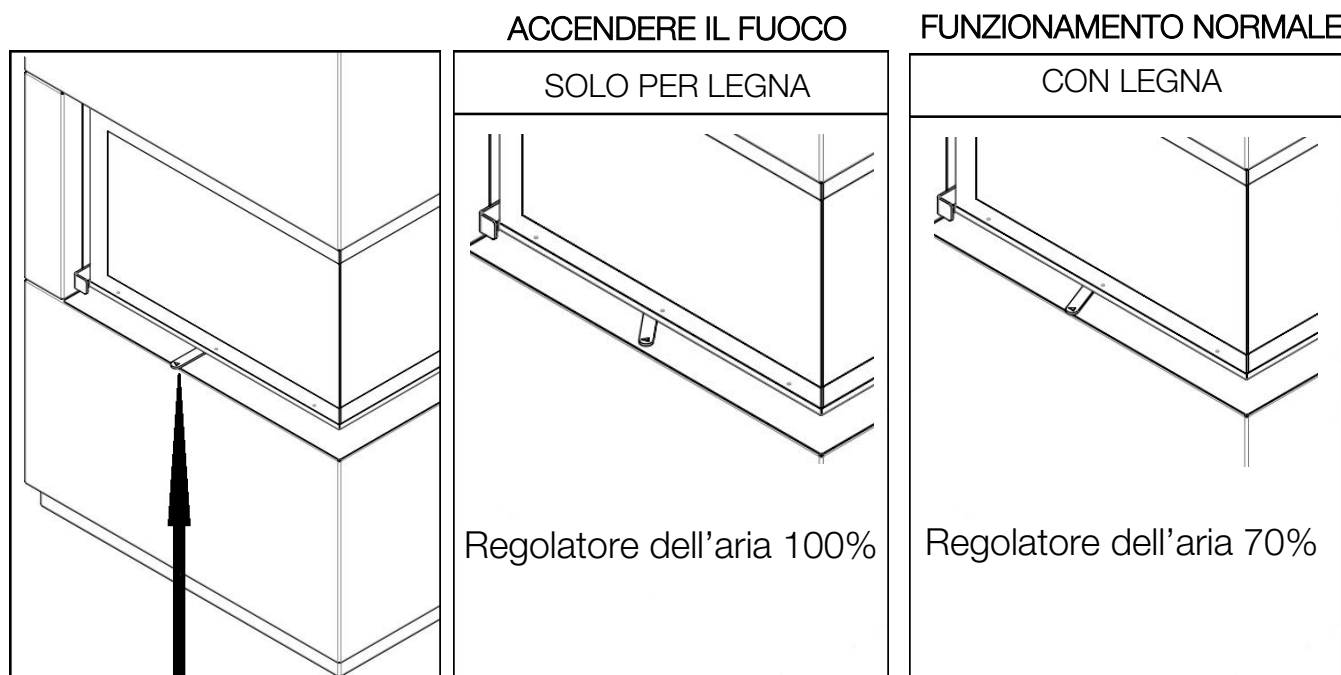 ACCENDERE IL FUOCO
SOLO PER LEGNA
Regolatore dell'aria 100%
FUNZIONAMENTO NORMALE
CON LEGNA
Regolatore dell'aria 70%